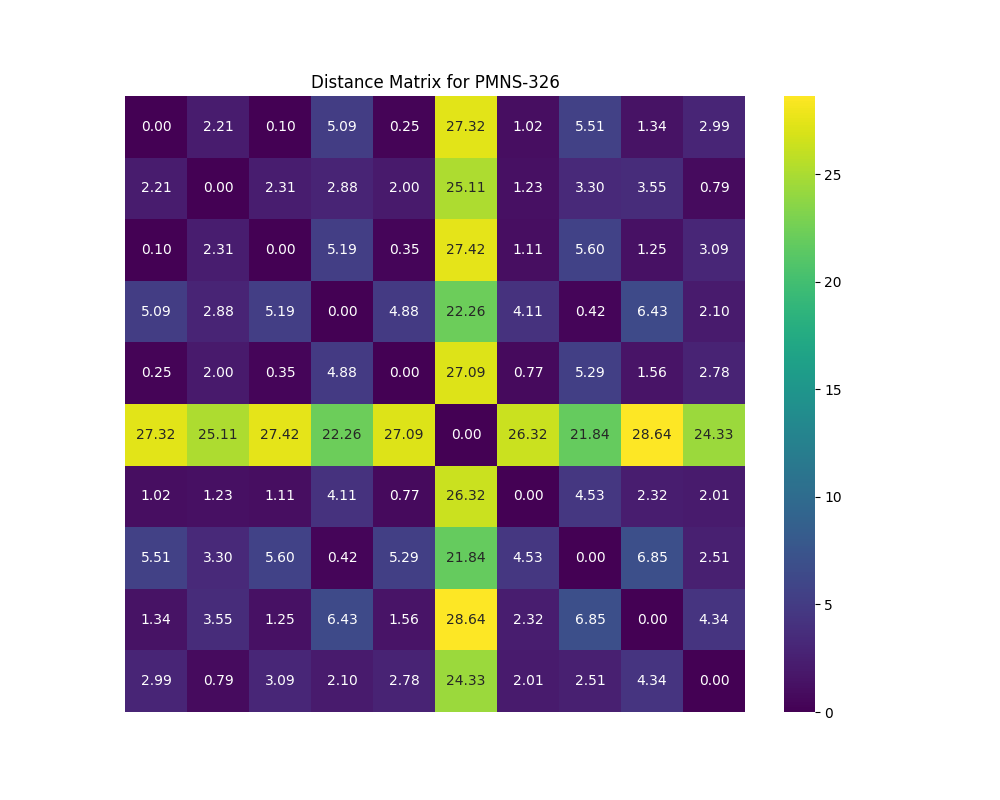 Distance Matrix for PMNS-326
0.00 2.21 0.10 5.09 0.25 27.32 1.02 5.51 1.34 2.99
2.21 0.00 2.31 2.88 2.00 25.11 1.23 3.30 3.55 0.79
0.10 2.31 0.00 5.19 0.35 27.42 1.11 5.60 1.25 3.09
5.09 2.88 5.19 0.00 4.88 22.26 4.11 0.42 6.43 2.10
0.25 2.00 0.35 4.88 0.00 27.09 0.77 5.29 1.56 2.78
27.32 25.11 27.42 22.26 27.09 0.00 26.32 21.84 28.64 24.33
1.02 1.23 1.11 4.11 0.77 26.32 0.00 4.53 2.32 2.01
5.51 3.30 5.60 0.42 5.29 21.84 4.53 0.00 6.85 2.51
1.34 3.55 1.25 6.43 1.56 28.64 2.32 6.85 0.00 4.34
2.99 0.79 3.09 2.10 2.78 24.33 2.01 2.51 4.34 0.00
25
20
15
10
5
0